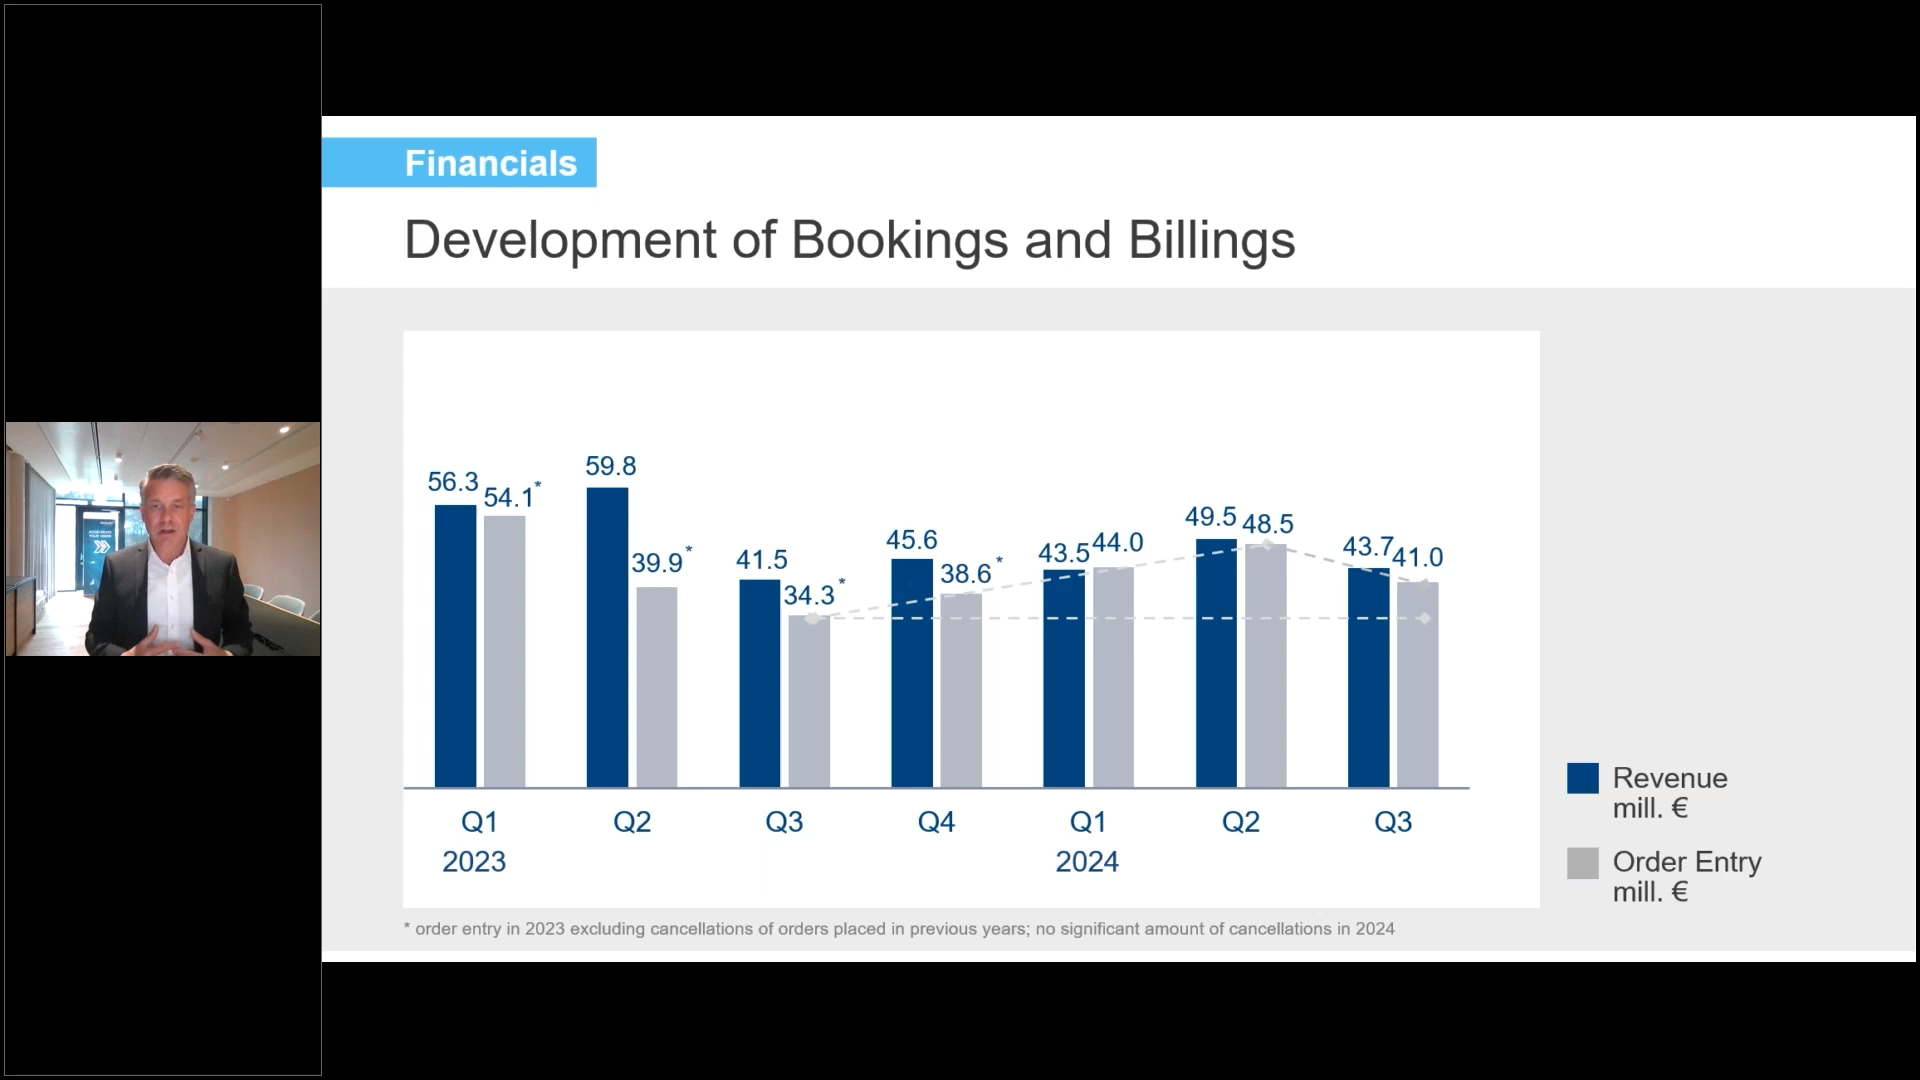 Financials
Development of Bookings and Billings
56.3 54.1*
59.8 39.9*
41.5 34.3*
45.6 38.6*
43.5 44.0
49.5 48.5
43.7 41.0
Q1 Q2 Q3 Q4 Q1 Q2 Q3
2023 2024
Revenue
mill. €
Order Entry
mill. €
* order entry in 2023 excluding cancellations of orders placed in previous years; no significant amount of cancellations in 2024